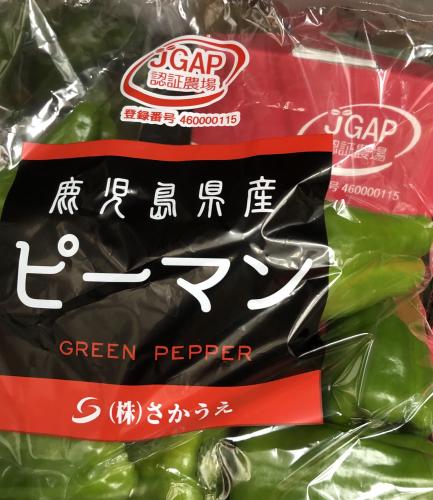 JGAP
認証農場
登録番号 460000115
JGAP
認証農場
号 460000115
鹿児島県産
ピーマン
GREEN PEPPER
(株)さかうえ